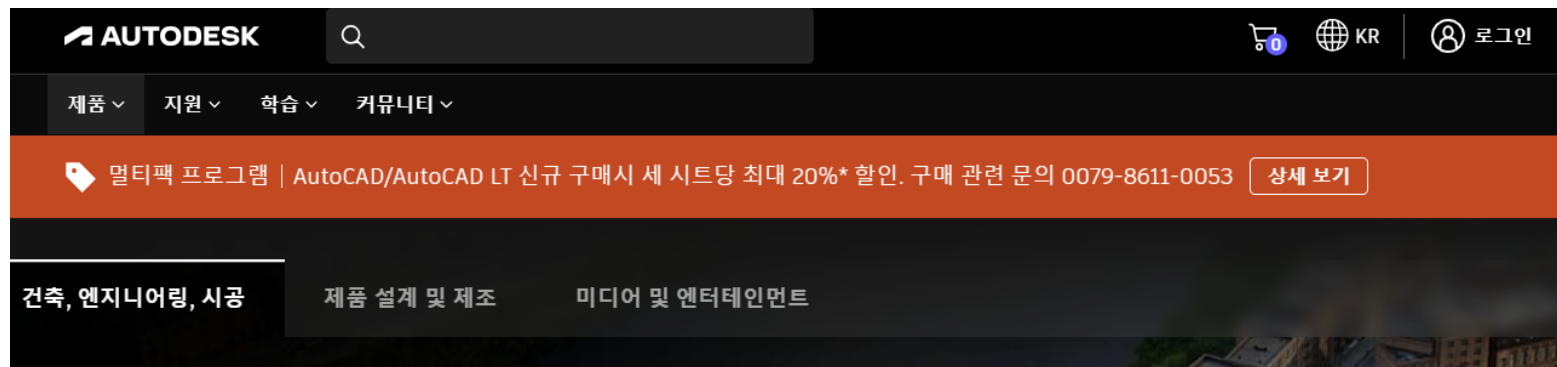 AUTODESK 0 KR 로그인
제품 지원 학습 커뮤니티
멀티팩 프로그램 | AutoCAD/AutoCAD LT 신규 구매시 세 시트당 최대 20%* 할인. 구매 관련 문의 0079-8611-0053 상세 보기
건축, 엔지니어링, 시공 제품 설계 및 제조 미디어 및 엔터테인먼트